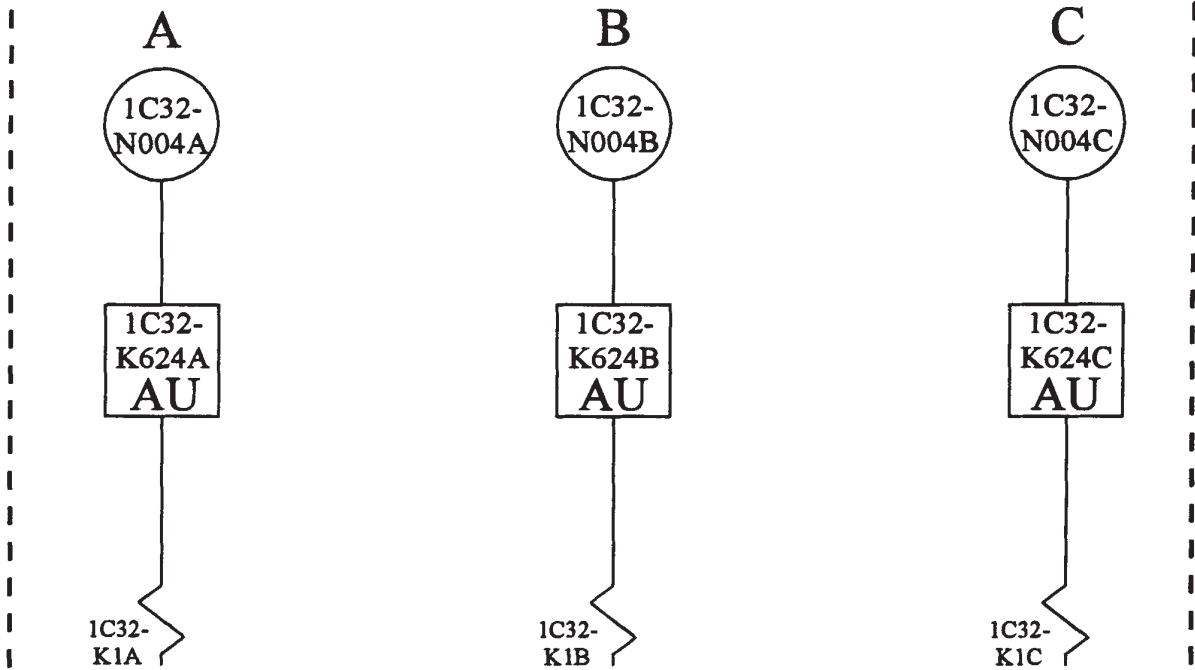 A
B
C
1C32-
N004A
1C32-
N004B
1C32-
N004C
1C32-
K624A
AU
1C32-
K624B
AU
1C32-
K624C
AU
1C32-
K1A
1C32-
K1B
1C32-
K1C